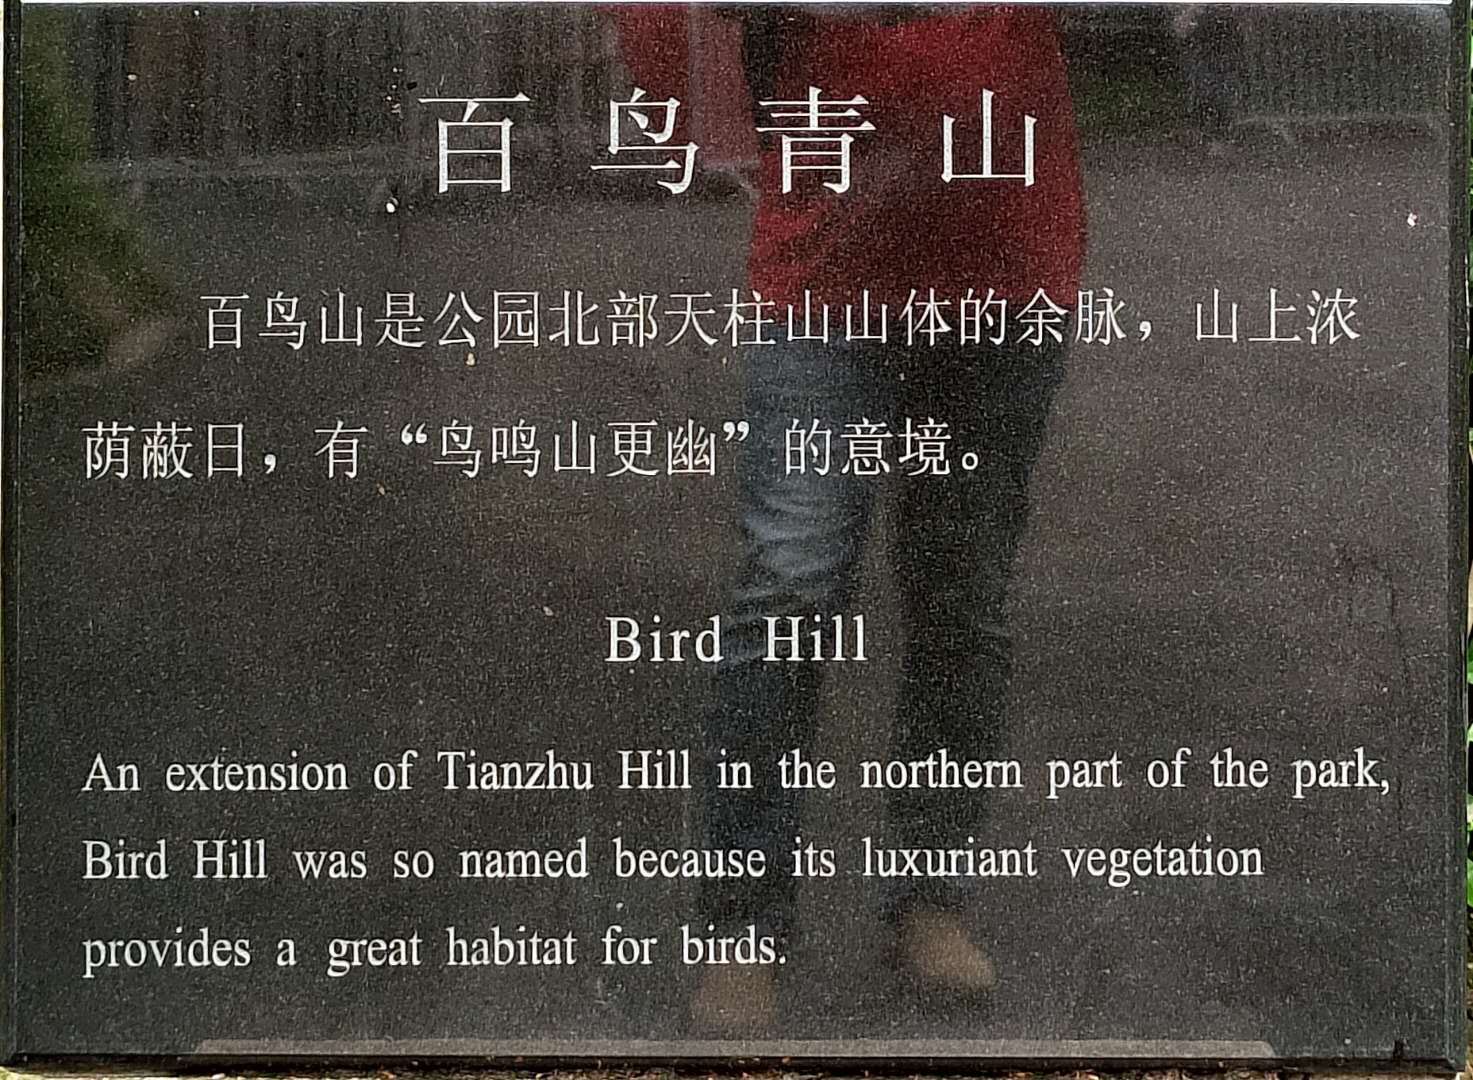 百鸟青山
百鸟山是公园北部天柱山山体的余脉，山上浓
荫蔽日，有“鸟鸣山更幽”的意境。
Bird Hill
An extension of Tianzhu Hill in the northern part of the park,
Bird Hill was so named because its luxuriant vegetation
provides a great habitat for birds.